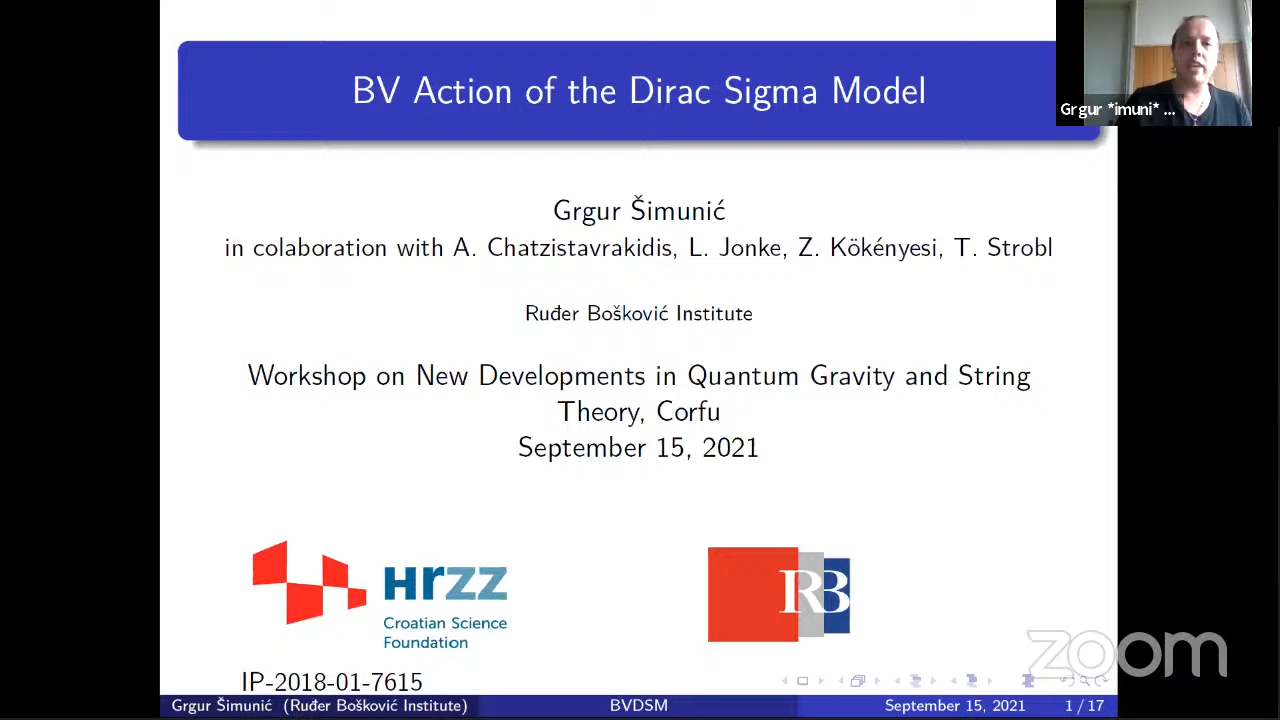 BV Action of the Dirac Sigma Model
Grgur *imuni* ...
Grgur Šimunić
in colaboration with A. Chatzistavrakidis, L. Jonke, Z. Kökényesi, T. Strobl
Ruđer Bošković Institute
Workshop on New Developments in Quantum Gravity and String
Theory, Corfu
September 15, 2021
HrZZ
Croatian Science
Foundation
RB
IP-2018-01-7615
zoom
Grgur Šimunić (Ruđer Bošković Institute)
BVDSM
September 15, 2021
1 / 17